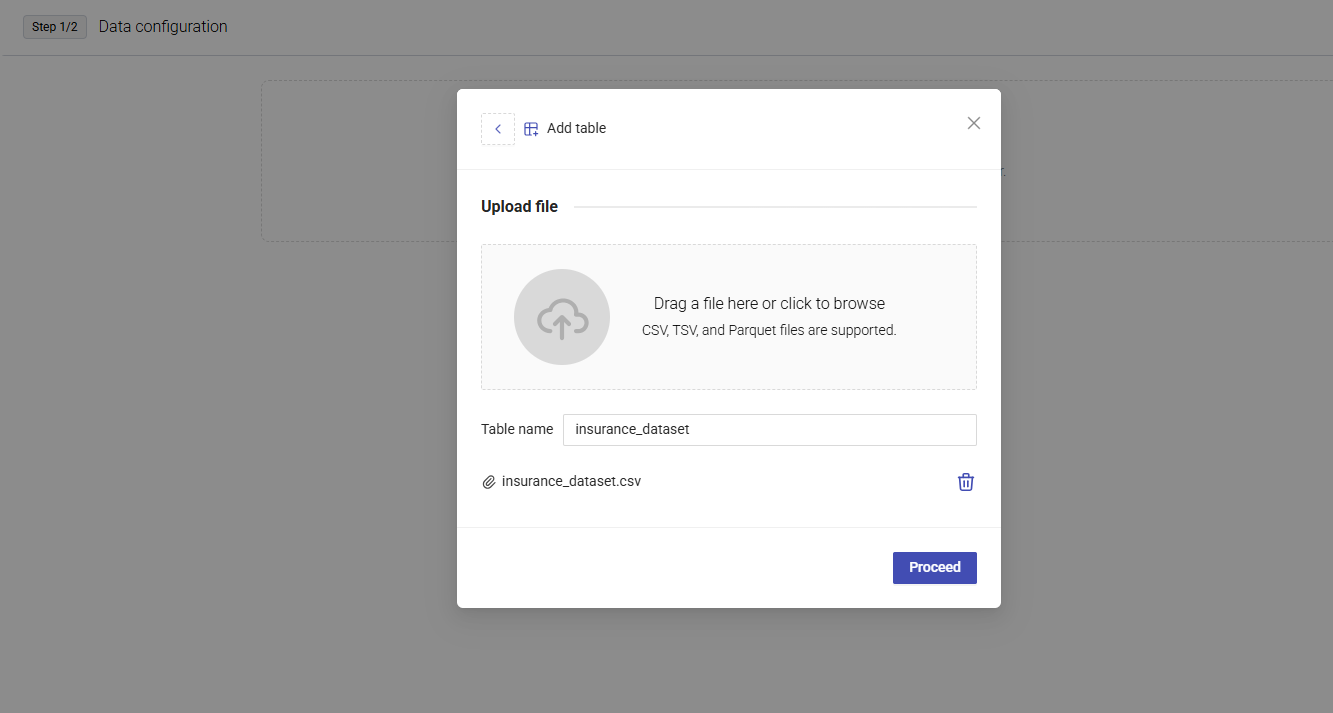 Step 1/2 Data configuration
Add table
Upload file
Drag a file here or click to browse
CSV, TSV, and Parquet files are supported.
Table name insurance_dataset
insurance_dataset.csv
Proceed